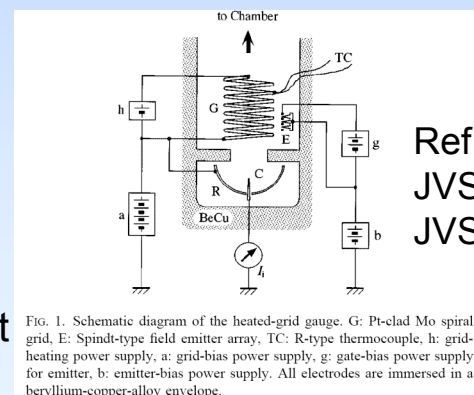 to Chamber
TC
h
G
E
g
R
C
a
BeCu
b
Ii
Ref
JVS
JVS
t
FIG. 1. Schematic diagram of the heated-grid gauge. G: Pt-clad Mo spiral
grid, E: Spindt-type field emitter array, TC: R-type thermocouple, h: grid-
heating power supply, a: grid-bias power supply, g: gate-bias power supply
for emitter, b: emitter-bias power supply. All electrodes are immersed in a
beryllium-copper-alloy envelope.